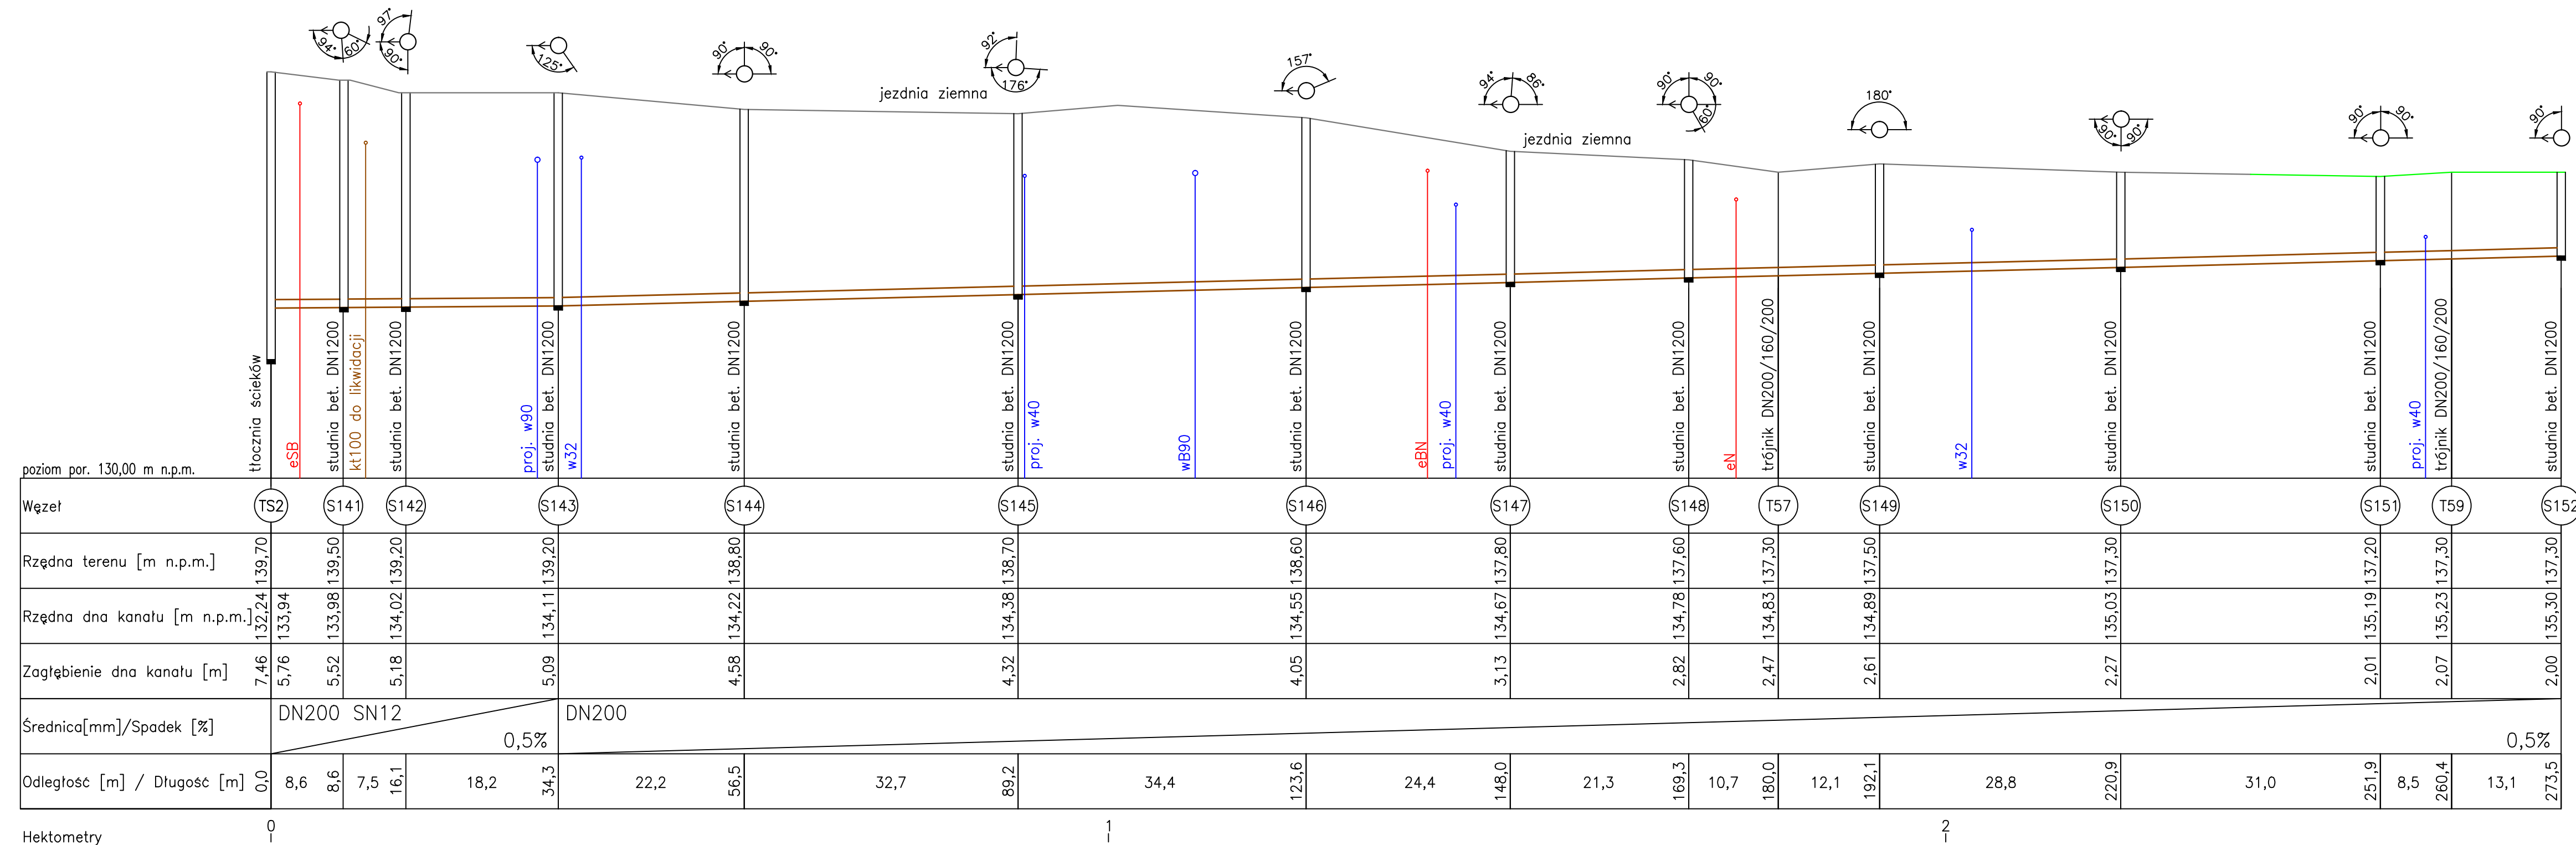 97°
94° 60° 90° 125° 90° 90° 92° 176° 157° 94° 86° 90° 90° 60° 180° 90° 90° 90° 90° 90°
jezdnia ziemna
jezdnia ziemna
tłocznia ścieków
eSB
studnia bet. DN1200
kt100 do likwidacji
studnia bet. DN1200
proj. w90
studnia bet. DN1200
w32
studnia bet. DN1200
studnia bet. DN1200
proj. w40
wB90
studnia bet. DN1200
eBN
proj. w40
studnia bet. DN1200
studnia bet. DN1200
eN
trójnik DN200/160/200
studnia bet. DN1200
w32
studnia bet. DN1200
studnia bet. DN1200
proj. w40
trójnik DN200/160/200
studnia bet. DN1200
poziom por. 130,00 m n.p.m.
Węzeł TS2 S141 S142 S143 S144 S145 S146 S147 S148 T57 S149 S150 S151 T59 S152
Rzędna terenu [m n.p.m.] 139,70 139,50 139,20 139,20 138,80 138,70 138,60 137,80 137,60 137,30 137,50 137,30 137,20 137,30 137,30
Rzędna dna kanału [m n.p.m.] 132,24 133,94 133,98 134,02 134,11 134,22 134,38 134,55 134,67 134,78 134,83 134,89 135,03 135,19 135,23 135,30
Zagłębienie dna kanału [m] 7,46 5,76 5,52 5,18 5,09 4,58 4,32 4,05 3,13 2,82 2,47 2,61 2,27 2,01 2,07 2,00
Średnica[mm]/Spadek [%] DN200 SN12 0,5% DN200 0,5%
Odległość [m] / Długość [m] 0,0 8,6 8,6 7,5 16,1 18,2 34,3 22,2 56,5 32,7 89,2 34,4 123,6 24,4 148,0 21,3 169,3 10,7 180,0 12,1 192,1 28,8 220,9 31,0 251,9 8,5 260,4 13,1 273,5
Hektometry 0 1 2